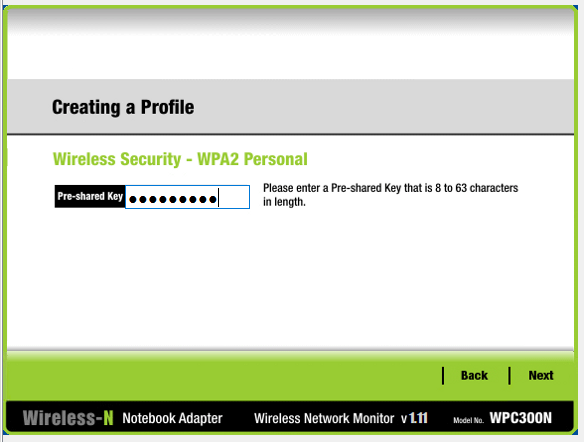 Creating a Profile
Wireless Security - WPA2 Personal
Pre-shared Key ●●●●●●●●● Please enter a Pre-shared Key that is 8 to 63 characters
in length.
Back Next
Wireless-N Notebook Adapter Wireless Network Monitor v 1.11 Model No. WPC300N